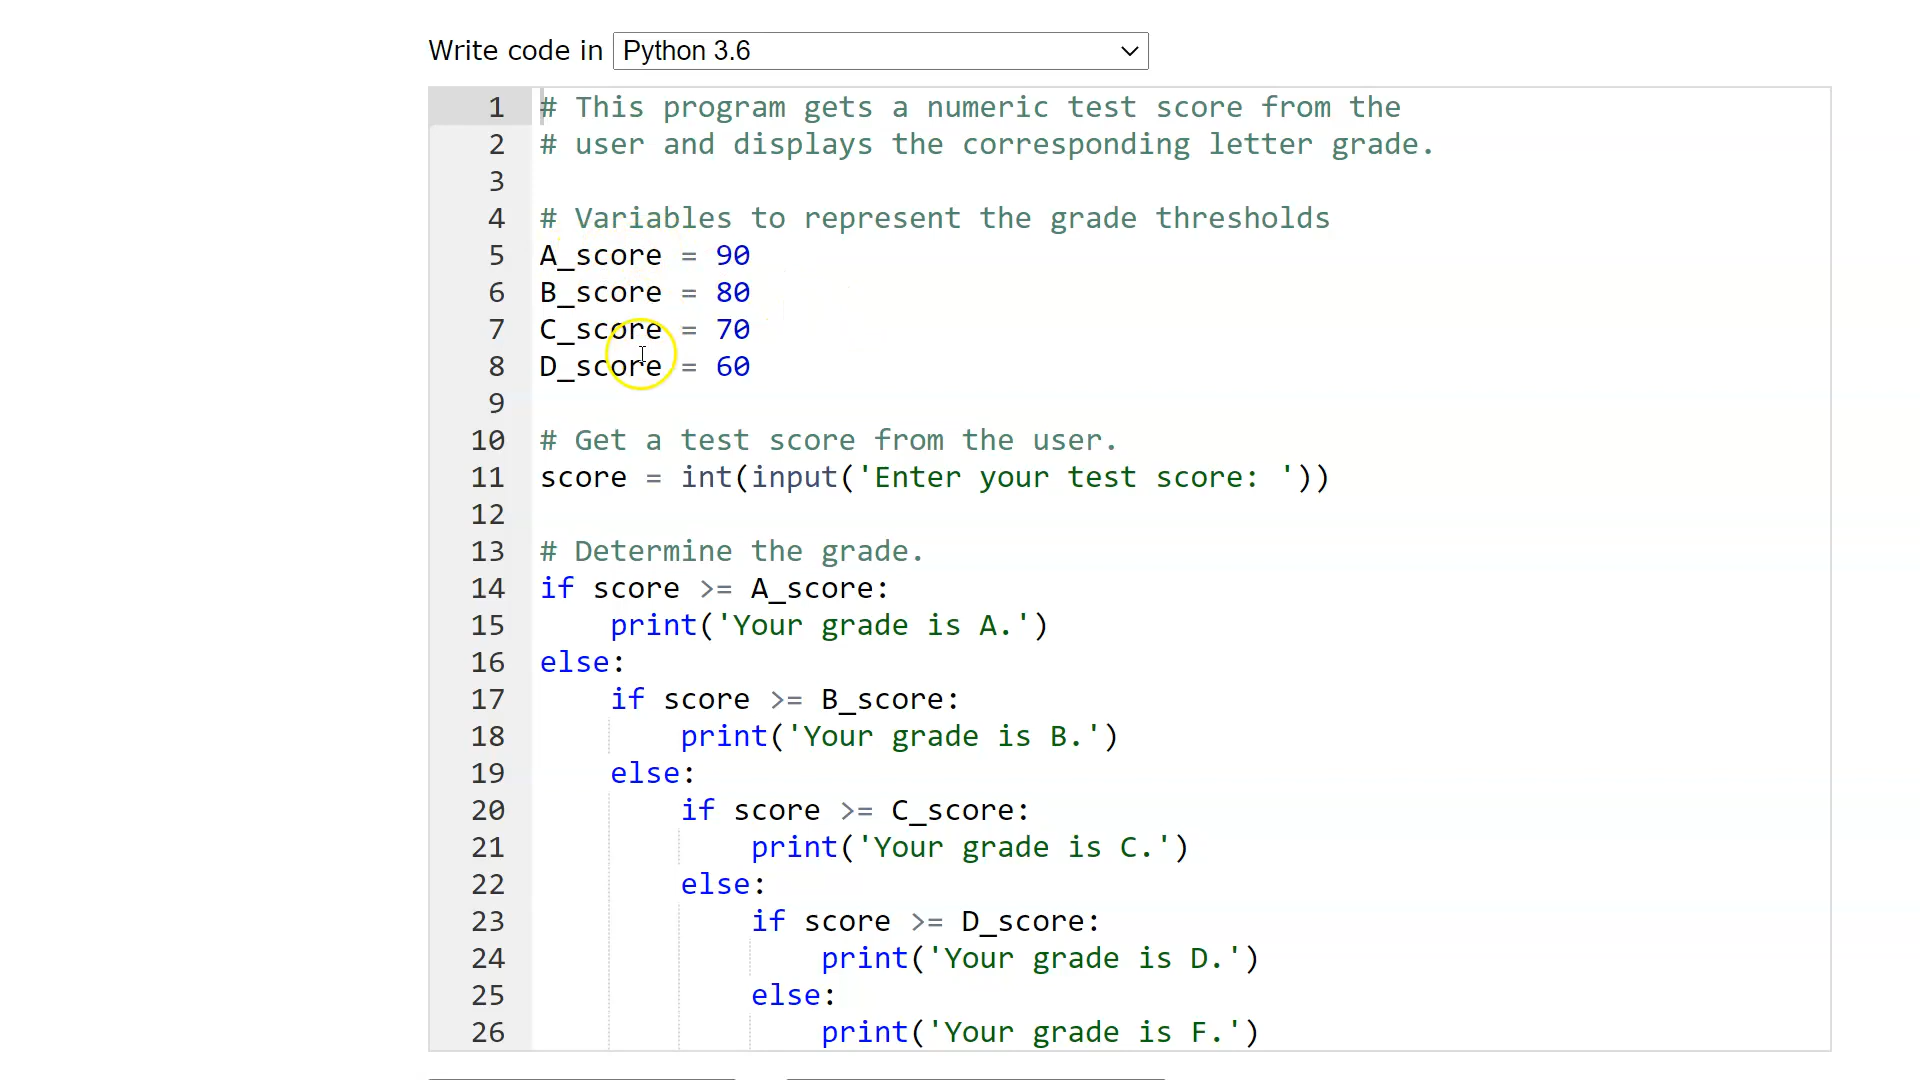 Write code in Python 3.6
1 # This program gets a numeric test score from the
2 # user and displays the corresponding letter grade.
3
4 # Variables to represent the grade thresholds
5 A_score = 90
6 B_score = 80
7 C_score = 70
8 D_score = 60
9
10 # Get a test score from the user.
11 score = int(input('Enter your test score: '))
12
13 # Determine the grade.
14 if score >= A_score:
15     print('Your grade is A.')
16 else:
17     if score >= B_score:
18         print('Your grade is B.')
19     else:
20         if score >= C_score:
21             print('Your grade is C.')
22         else:
23             if score >= D_score:
24                 print('Your grade is D.')
25             else:
26                 print('Your grade is F.')